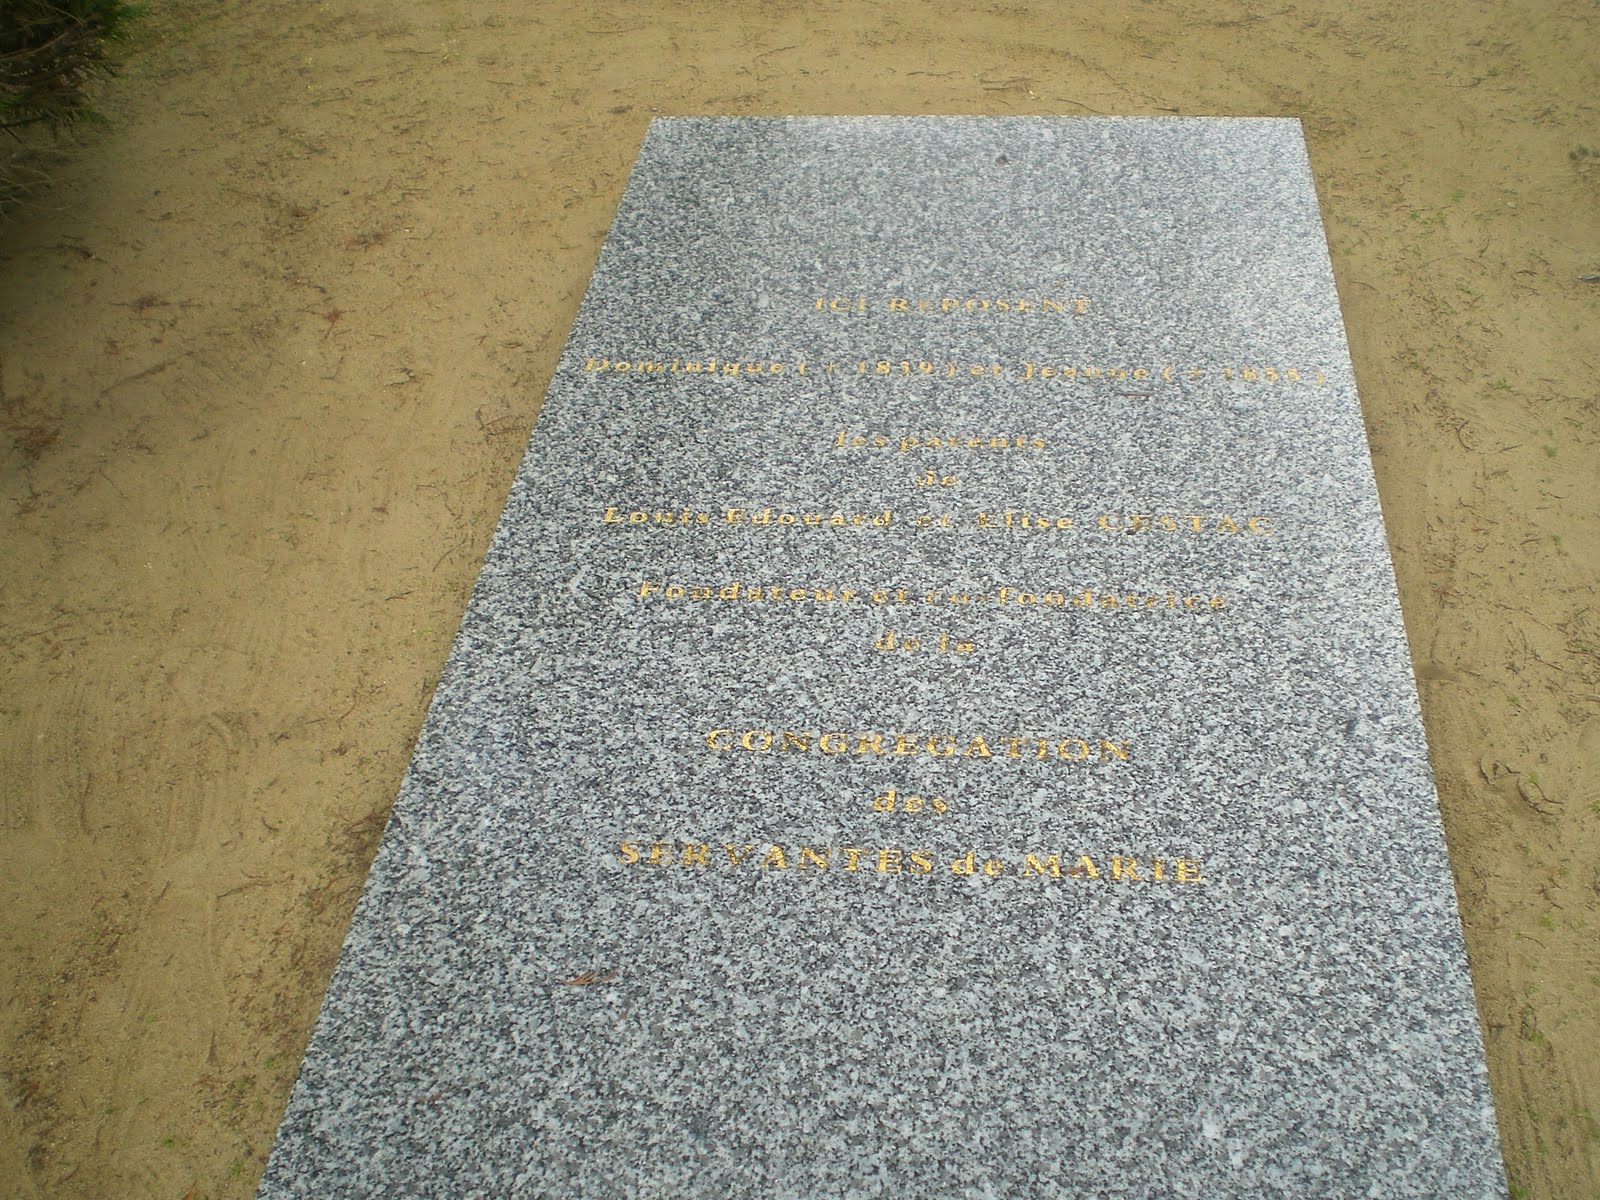 ICI REPOSENT
Dominique ( + 1839 ) et Jeanne ( + 1858 )
les parents
de
Louis Edouard et Elise CESTAC
Fondateur et co-fondatrice
de la
CONGREGATION
des
SERVANTES de MARIE